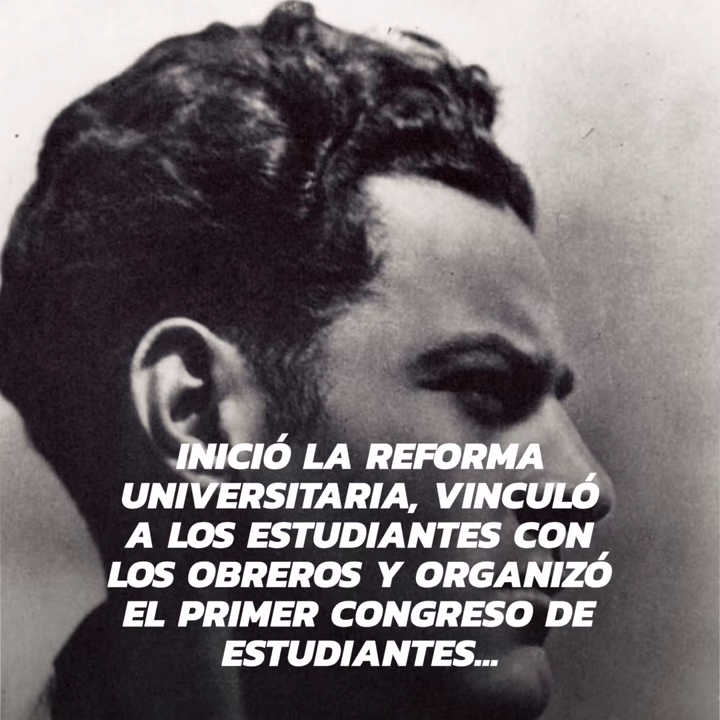 INICIÓ LA REFORMA
UNIVERSITARIA, VINCULÓ
A LOS ESTUDIANTES CON
LOS OBREROS Y ORGANIZÓ
EL PRIMER CONGRESO DE
ESTUDIANTES...